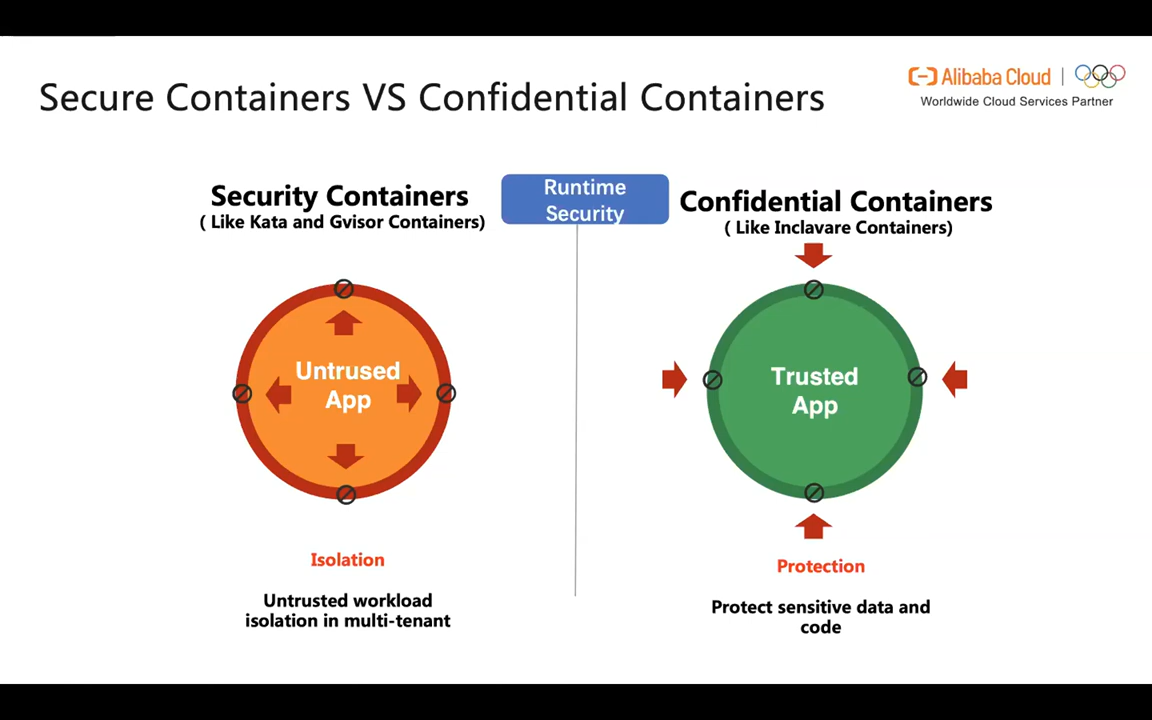 Secure Containers VS Confidential Containers
Alibaba Cloud
Worldwide Cloud Services Partner
Runtime
Security
Security Containers
( Like Kata and Gvisor Containers)
Untrused
App
Isolation
Untrusted workload
isolation in multi-tenant
Confidential Containers
( Like Inclavare Containers)
Trusted
App
Protection
Protect sensitive data and
code